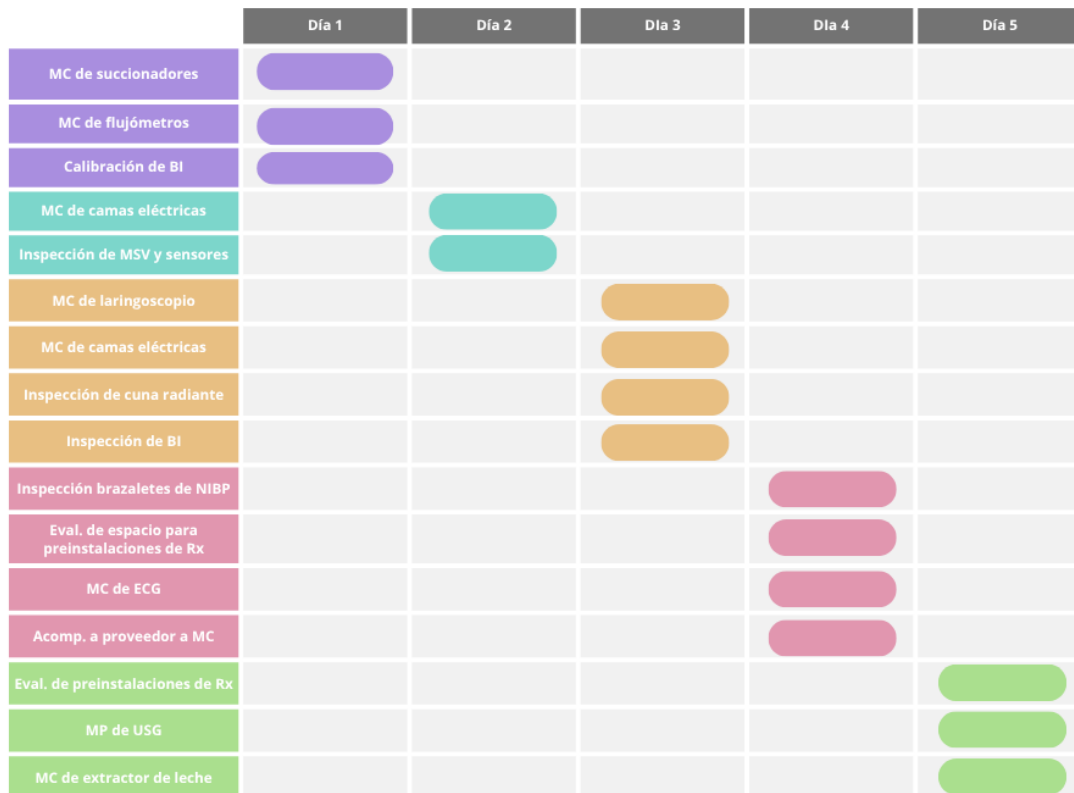 Día 1
Día 2
DIa 3
DIa 4
Día 5
MC de succionadores
MC de flujómetros
Calibración de BI
MC de camas eléctricas
Inspección de MSV y sensores
MC de laringoscopio
MC de camas eléctricas
Inspección de cuna radiante
Inspección de BI
Inspección brazaletes de NIBP
Eval. de espacio para
preinstalaciones de Rx
MC de ECG
Acomp. a proveedor a MC
Eval. de preinstalaciones de Rx
MP de USG
MC de extractor de leche